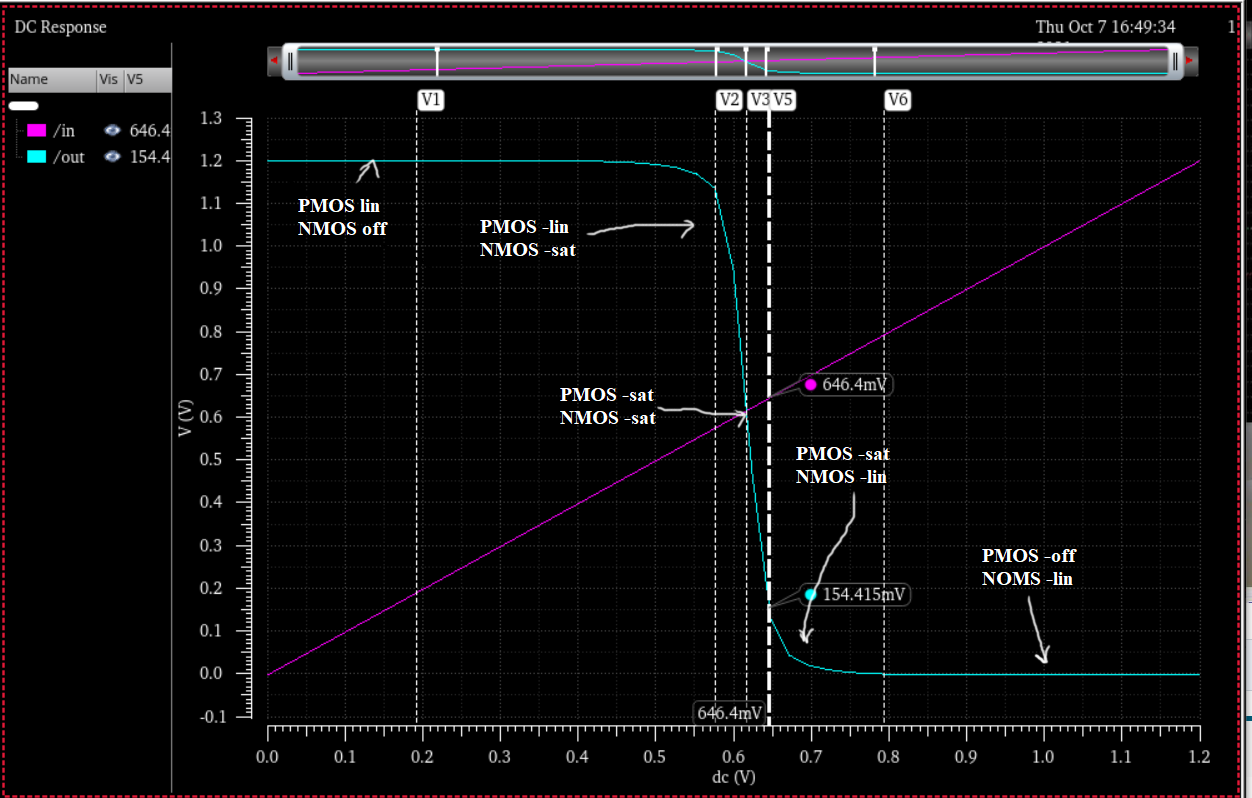 DC Response
Thu Oct 7 16:49:34 1
Name Vis V5
/in 646.4
/out 154.4
V1 V2 V3 V5 V6
1.3
1.2
1.1
1.0
0.9
0.8
0.7
0.6
0.5
0.4
0.3
0.2
0.1
0.0
-0.1
V (V)
PMOS lin
NMOS off
PMOS -lin
NMOS -sat
646.4mV
PMOS -sat
NMOS -sat
PMOS -sat
NMOS -lin
PMOS -off
NOMS -lin
154.415mV
646.4mV
0.0 0.1 0.2 0.3 0.4 0.5 0.6 0.7 0.8 0.9 1.0 1.1 1.2
dc (V)